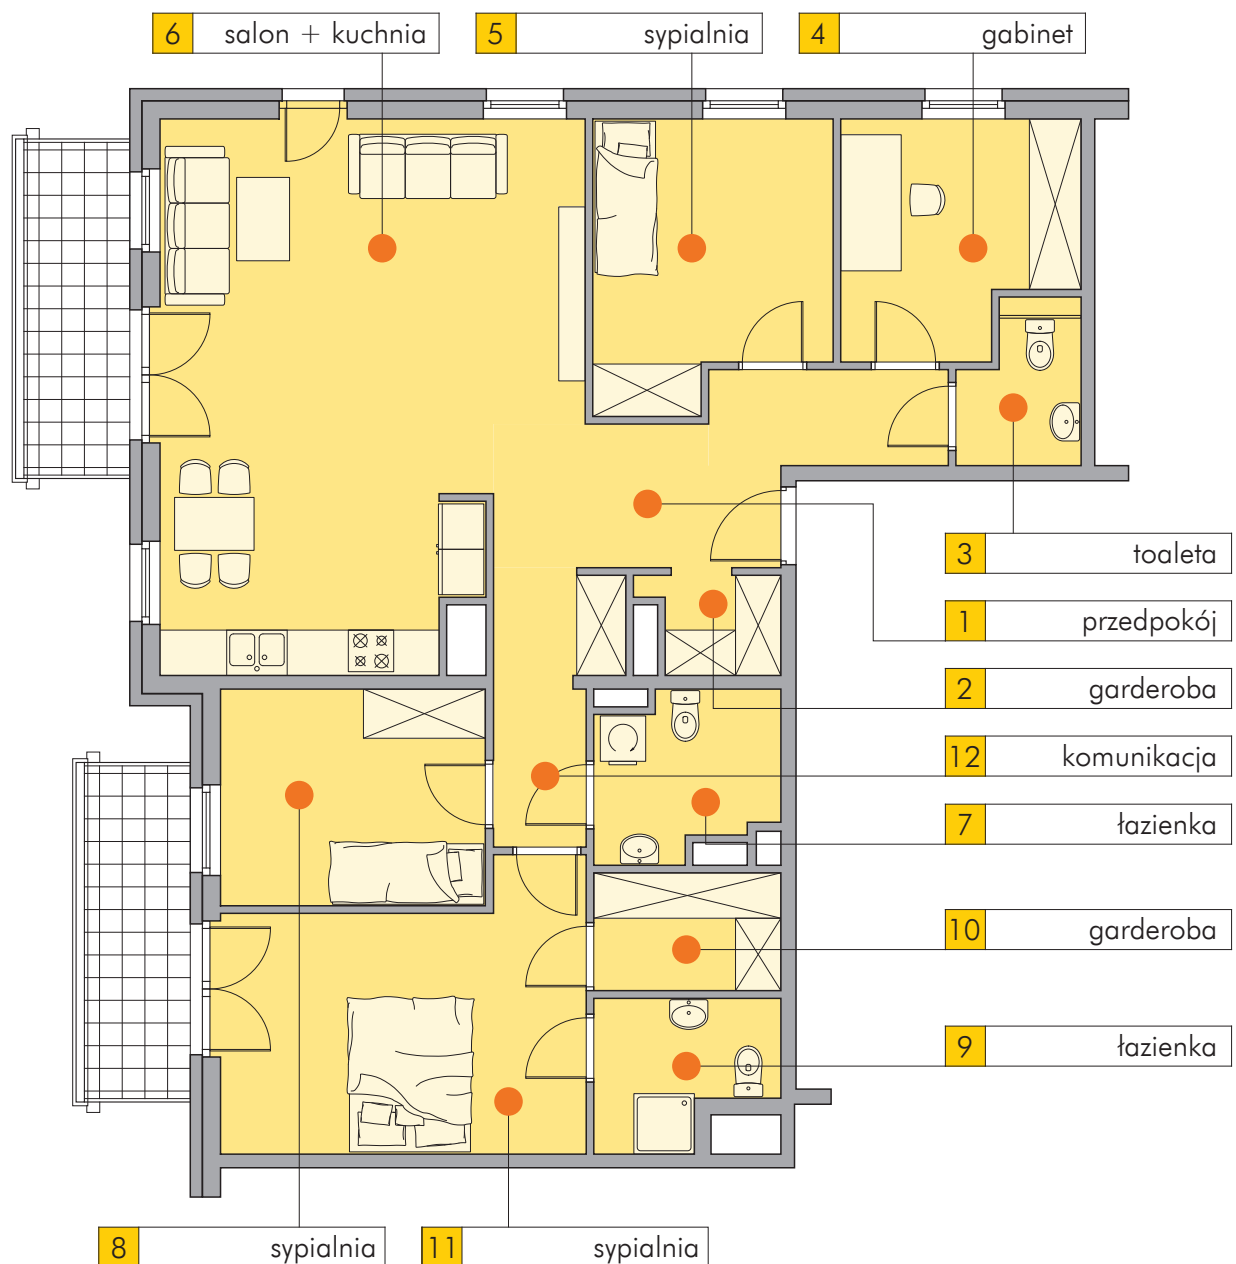 6 salon + kuchnia
5 sypialnia
4 gabinet
3 toaleta
1 przedpokój
2 garderoba
12 komunikacja
7 łazienka
10 garderoba
9 łazienka
8 sypialnia
11 sypialnia